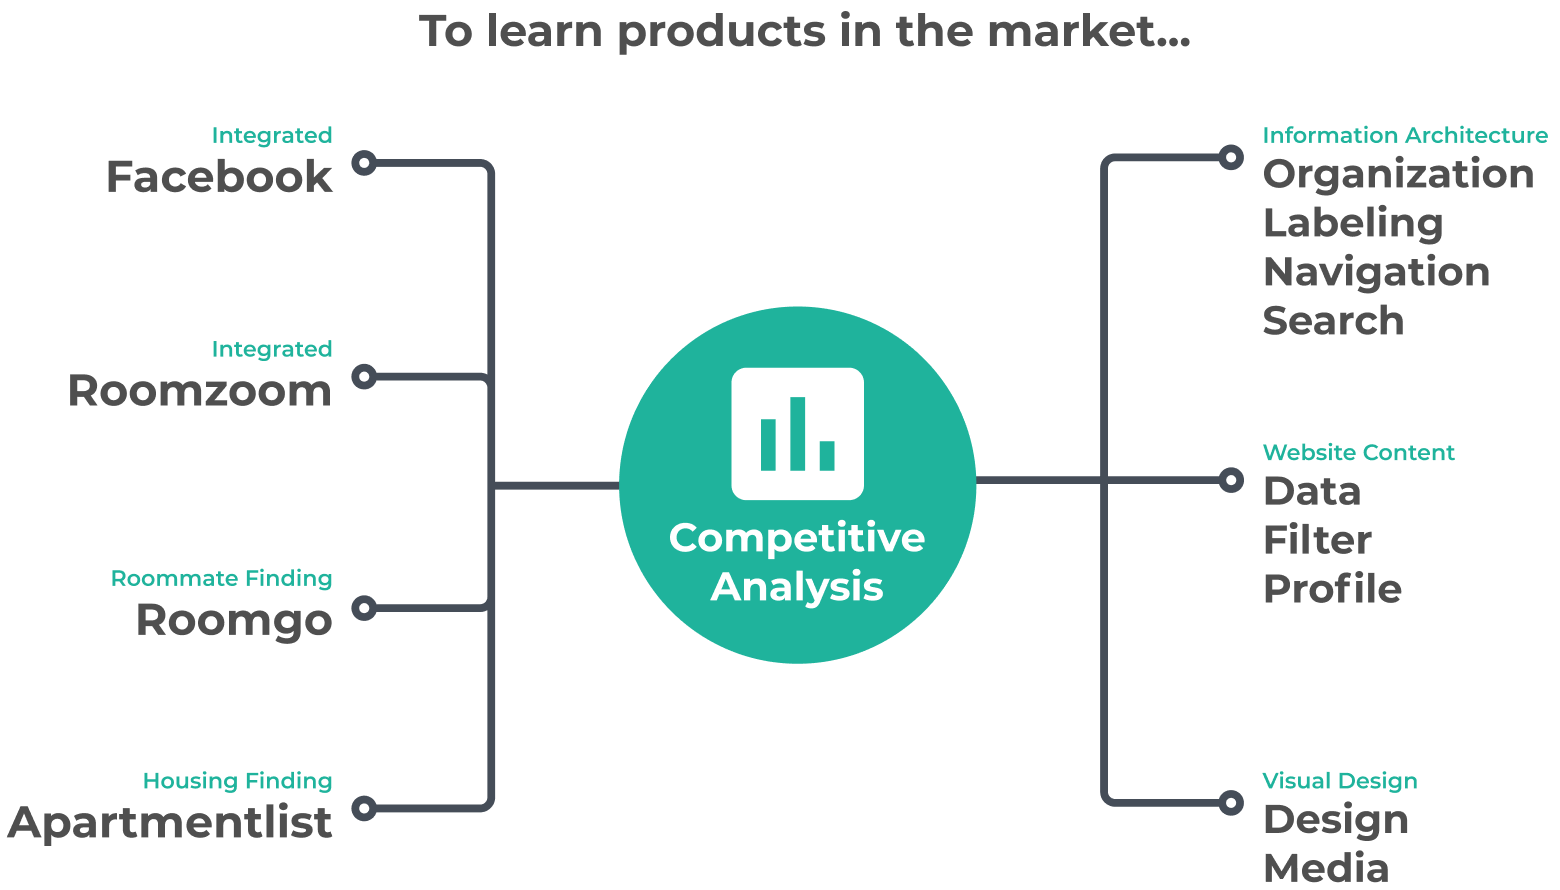 To learn products in the market...
Integrated
Facebook
Integrated
Roomzoom
Roommate Finding
Roomgo
Housing Finding
Apartmentlist
Competitive
Analysis
Information Architecture
Organization
Labeling
Navigation
Search
Website Content
Data
Filter
Profile
Visual Design
Design
Media